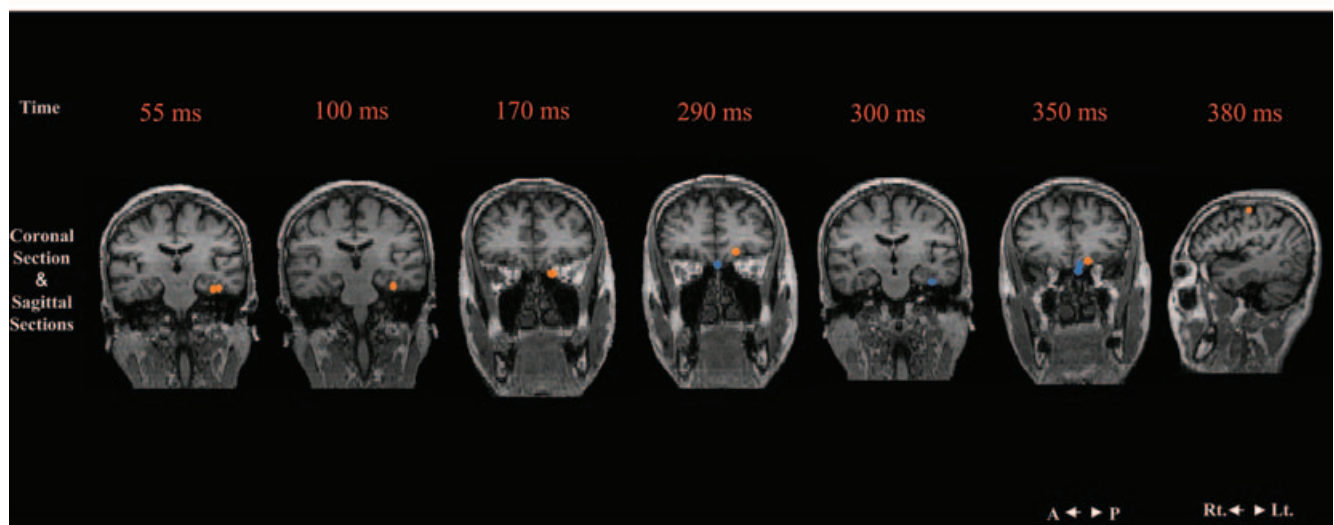 Time 55 ms 100 ms 170 ms 290 ms 300 ms 350 ms 380 ms
Coronal
Section
&
Sagittal
Sections
A P Rt. Lt.